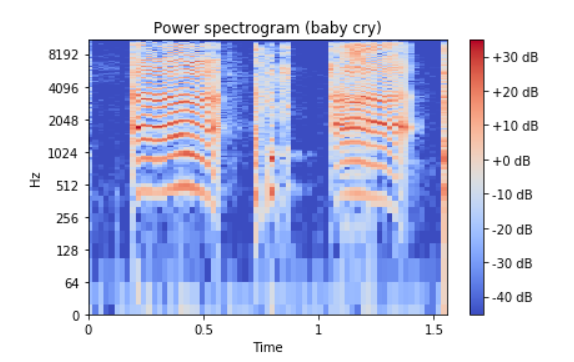 Power spectrogram (baby cry)
8192
4096
2048
1024
512
256
128
64
0
Hz
0
0.5
1
1.5
Time
+30 dB
+20 dB
+10 dB
+0 dB
-10 dB
-20 dB
-30 dB
-40 dB